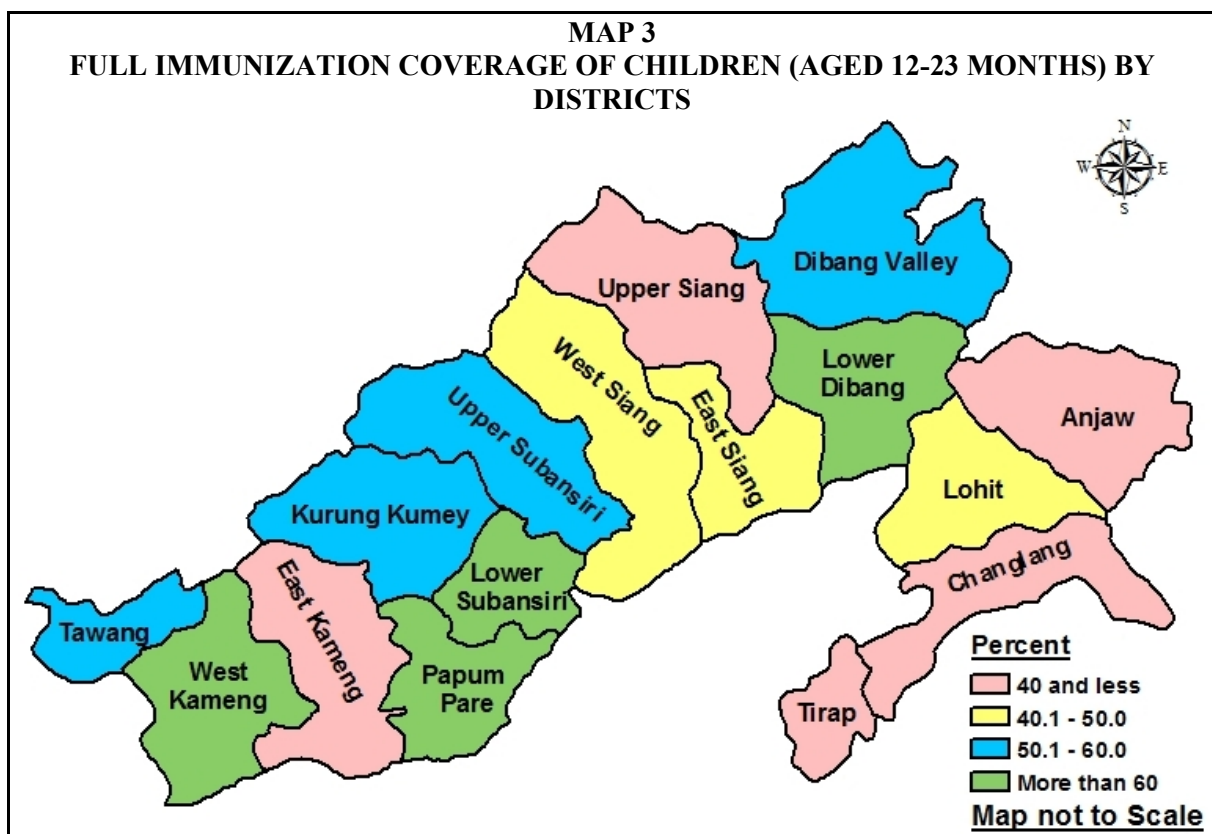 MAP 3
FULL IMMUNIZATION COVERAGE OF CHILDREN (AGED 12-23 MONTHS) BY
DISTRICTS
N
W E
S
Dibang Valley
Upper Siang
West Siang
Lower
Dibang
East Siang
Anjaw
Upper Subansiri
Lohit
Kurung Kumey
Changlang
East Kameng
Lower
Subansiri
Tawang
West
Kameng
Papum
Pare
Tirap
Percent
40 and less
40.1 - 50.0
50.1 - 60.0
More than 60
Map not to Scale